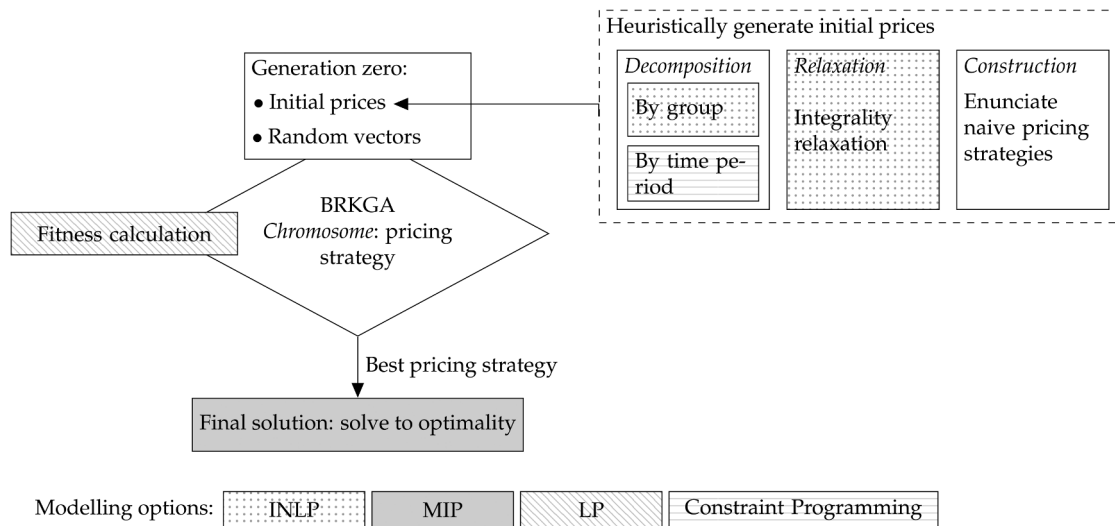 Heuristically generate initial prices
Generation zero:
• Initial prices
• Random vectors
Decomposition
By group
By time pe-
riod
Relaxation
Integrality
relaxation
Construction
Enunciate
naive pricing
strategies
BRKGA
Chromosome: pricing
strategy
Fitness calculation
Best pricing strategy
Final solution: solve to optimality
Modelling options:
INLP
MIP
LP
Constraint Programming